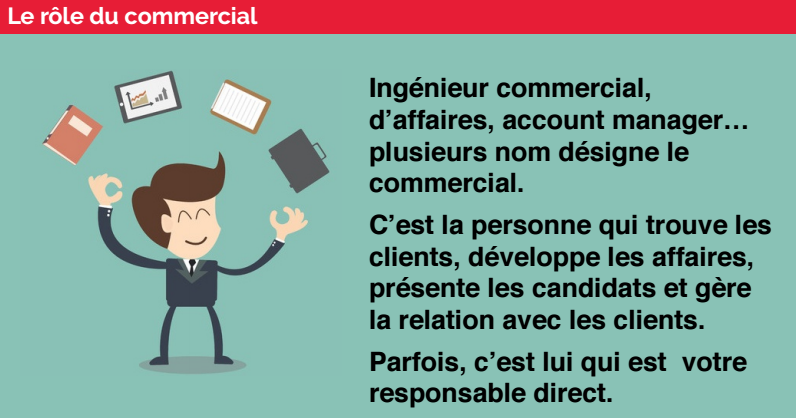 Le rôle du commercial
Ingénieur commercial,
d'affaires, account manager…
plusieurs nom désigne le
commercial.
C'est la personne qui trouve les
clients, développe les affaires,
présente les candidats et gère
la relation avec les clients.
Parfois, c'est lui qui est  votre
responsable direct.